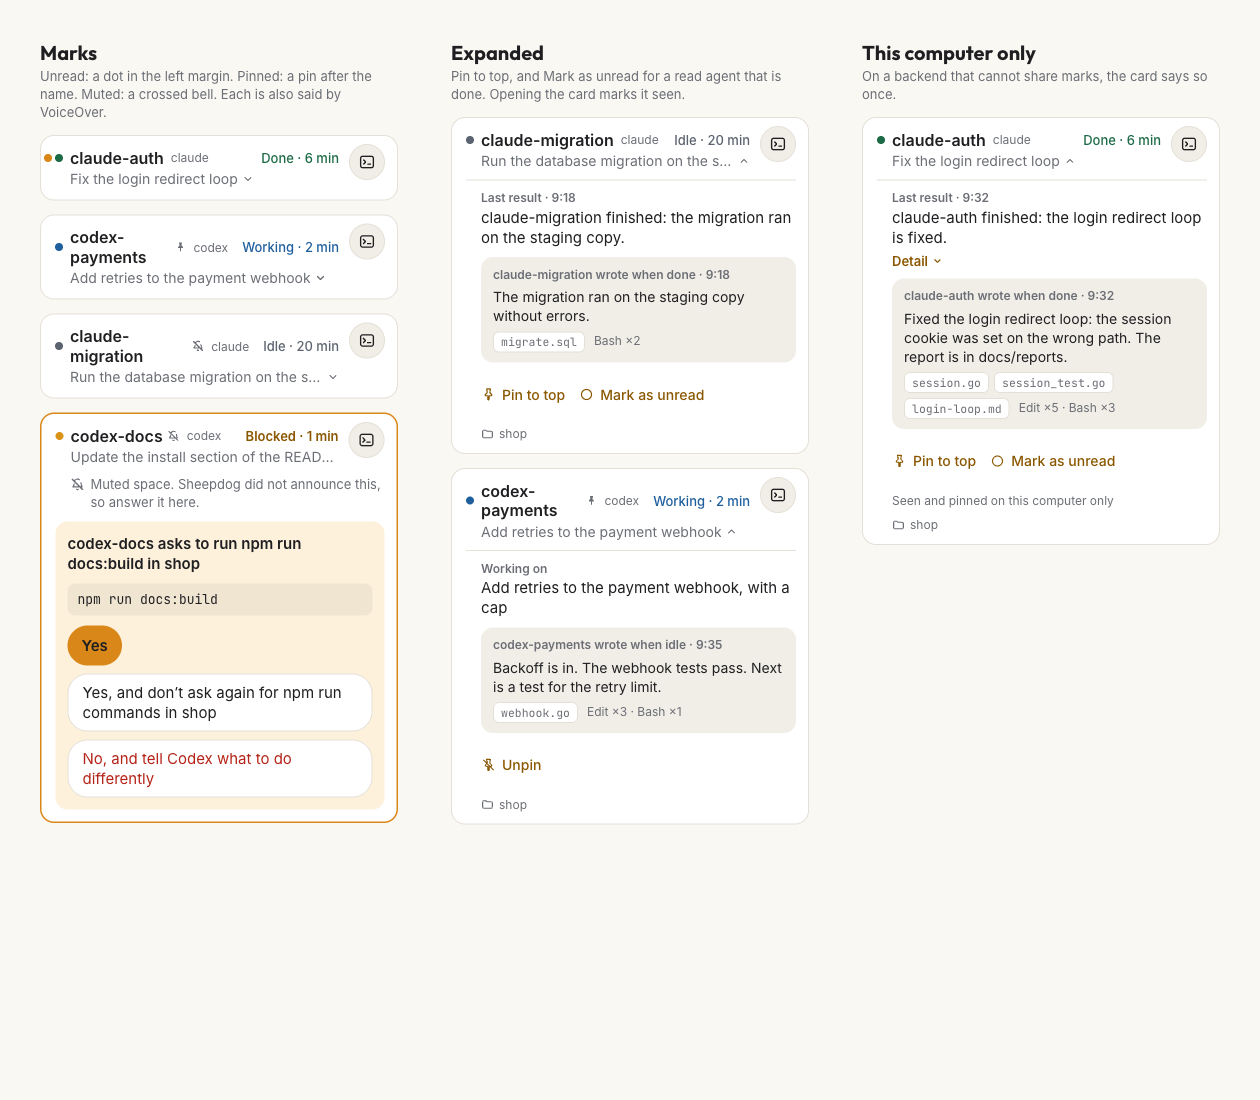 Marks
Unread: a dot in the left margin. Pinned: a pin after the
name. Muted: a crossed bell. Each is also said by
VoiceOver.
claude-auth claude Done · 6 min
Fix the login redirect loop
codex-
payments codex Working · 2 min
Add retries to the payment webhook
claude-
migration claude Idle · 20 min
Run the database migration on the s...
codex-docs codex Blocked · 1 min
Update the install section of the READ...
Muted space. Sheepdog did not announce this,
so answer it here.
codex-docs asks to run npm run
docs:build in shop
npm run docs:build
Yes
Yes, and don’t ask again for npm run
commands in shop
No, and tell Codex what to do
differently
Expanded
Pin to top, and Mark as unread for a read agent that is
done. Opening the card marks it seen.
claude-migration claude Idle · 20 min
Run the database migration on the s...
Last result · 9:18
claude-migration finished: the migration ran
on the staging copy.
claude-migration wrote when done · 9:18
The migration ran on the staging copy
without errors.
migrate.sql Bash ×2
Pin to top Mark as unread
shop
codex-
payments codex Working · 2 min
Add retries to the payment webhook
Working on
Add retries to the payment webhook, with a
cap
codex-payments wrote when idle · 9:35
Backoff is in. The webhook tests pass. Next
is a test for the retry limit.
webhook.go Edit ×3 · Bash ×1
Unpin
shop
This computer only
On a backend that cannot share marks, the card says so
once.
claude-auth claude Done · 6 min
Fix the login redirect loop
Last result · 9:32
claude-auth finished: the login redirect loop
is fixed.
Detail
claude-auth wrote when done · 9:32
Fixed the login redirect loop: the session
cookie was set on the wrong path. The
report is in docs/reports.
session.go session_test.go
login-loop.md Edit ×5 · Bash ×3
Pin to top Mark as unread
Seen and pinned on this computer only
shop